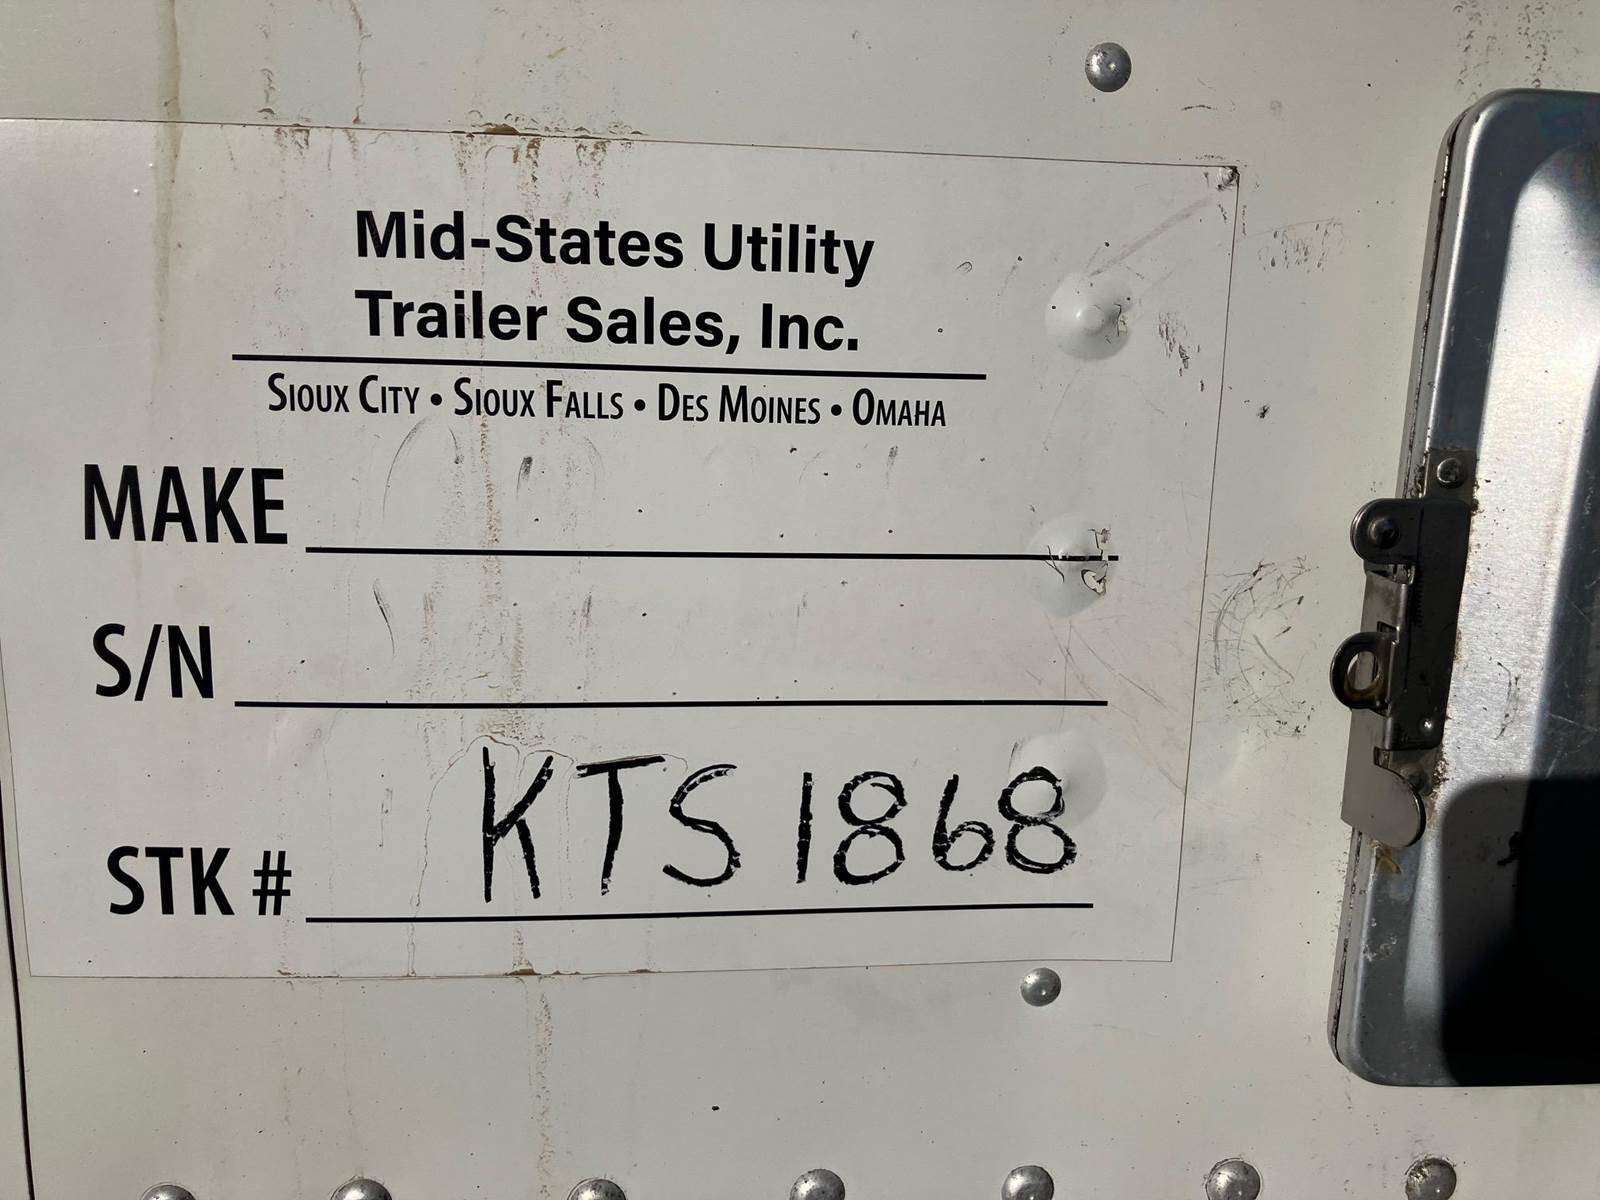 Mid-States Utility
Trailer Sales, Inc.
Sioux City • Sioux Falls • Des Moines • Omaha
MAKE
S/N
STK # KTS1868